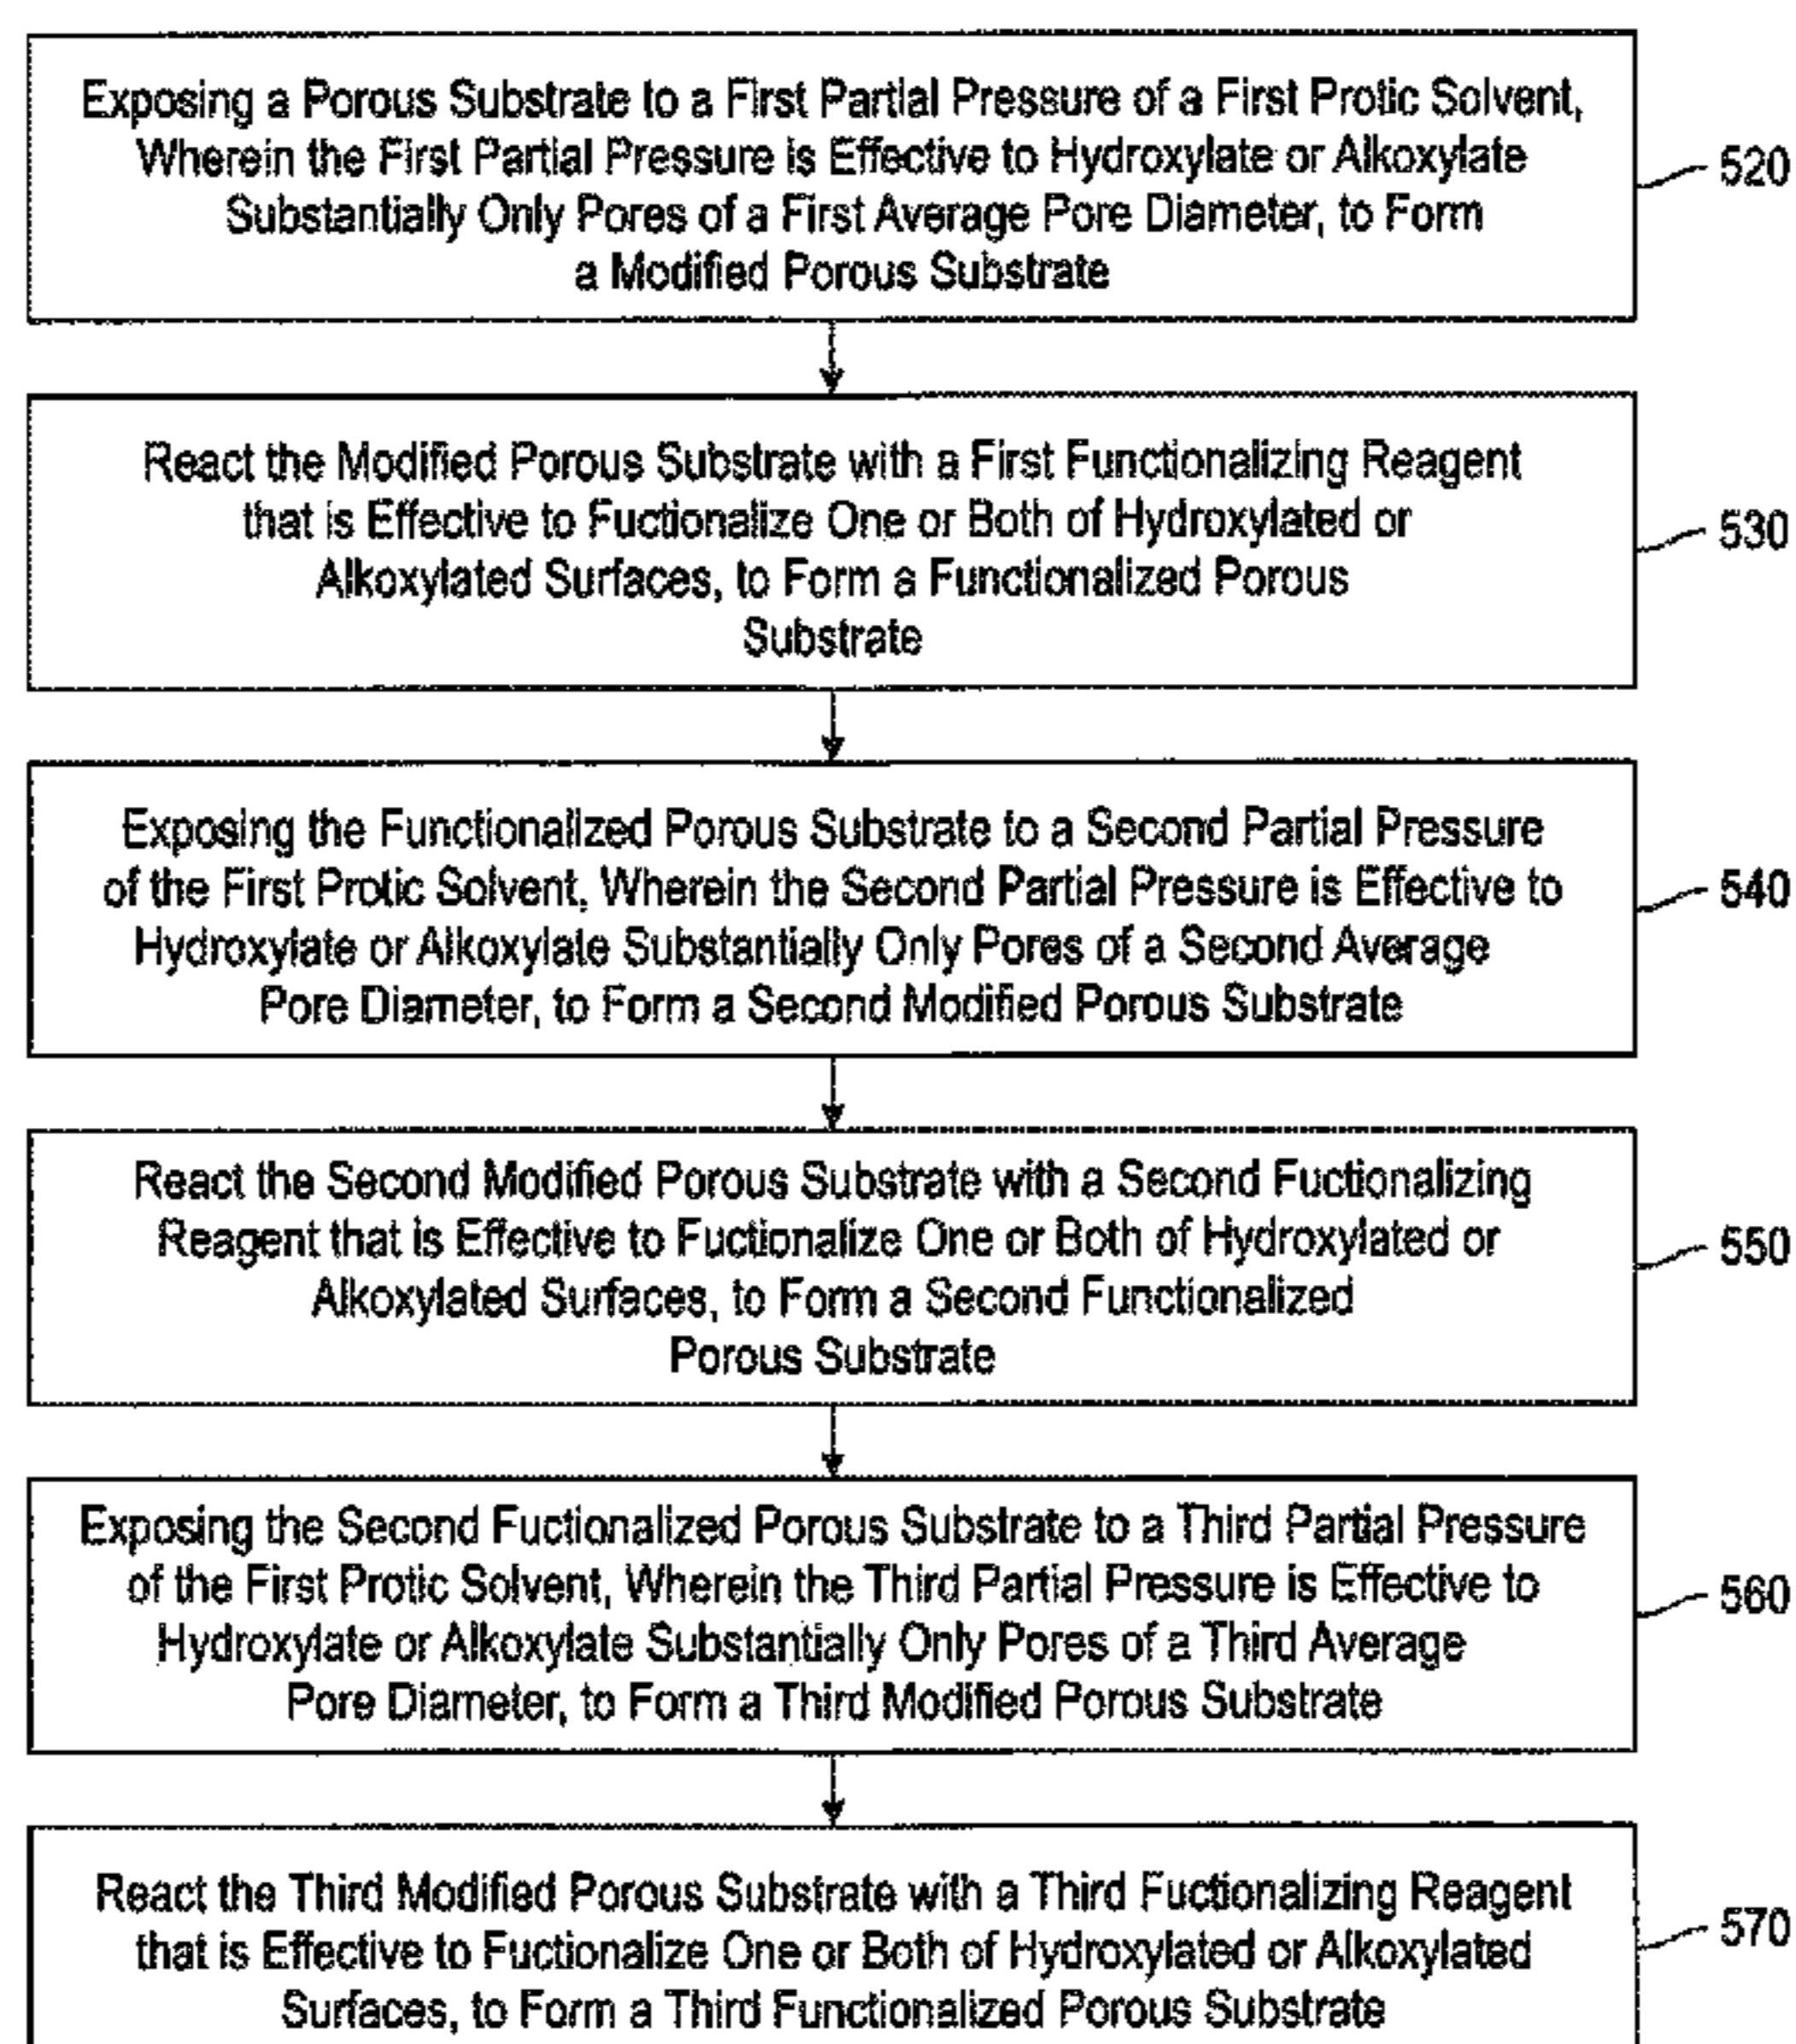 Exposing a Porous Substrate to a First Partial Pressure of a First Protic Solvent,
Wherein the First Partial Pressure is Effective to Hydroxylate or Alkoxylate
Substantially Only Pores of a First Average Pore Diameter, to Form
a Modified Porous Substrate
520
React the Modified Porous Substrate with a First Functionalizing Reagent
that is Effective to Fuctionalize One or Both of Hydroxylated or
Alkoxylated Surfaces, to Form a Functionalized Porous
Substrate
530
Exposing the Functionalized Porous Substrate to a Second Partial Pressure
of the First Protic Solvent, Wherein the Second Partial Pressure is Effective to
Hydroxylate or Alkoxylate Substantially Only Pores of a Second Average
Pore Diameter, to Form a Second Modified Porous Substrate
540
React the Second Modified Porous Substrate with a Second Fuctionalizing
Reagent that is Effective to Fuctionalize One or Both of Hydroxylated or
Alkoxylated Surfaces, to Form a Second Functionalized
Porous Substrate
550
Exposing the Second Fuctionalized Porous Substrate to a Third Partial Pressure
of the First Protic Solvent, Wherein the Third Partial Pressure is Effective to
Hydroxylate or Alkoxylate Substantially Only Pores of a Third Average
Pore Diameter, to Form a Third Modified Porous Substrate
560
React the Third Modified Porous Substrate with a Third Fuctionalizing Reagent
that is Effective to Fuctionalize One or Both of Hydroxylated or Alkoxylated
Surfaces, to Form a Third Functionalized Porous Substrate
570